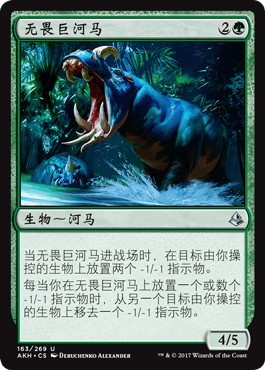 无畏巨河马 2
生物～河马
当无畏巨河马进战场时，在目标由你操
控的生物上放置两个 -1/-1 指示物。
每当你在无畏巨河马上放置一个或数个
-1/-1 指示物时，从另一个目标由你操控
的生物上移去一个 -1/-1 指示物。
4/5
163/269 U
AKH • CS DERUCHENKO ALEXANDER
™ & © 2017 Wizards of the Coast